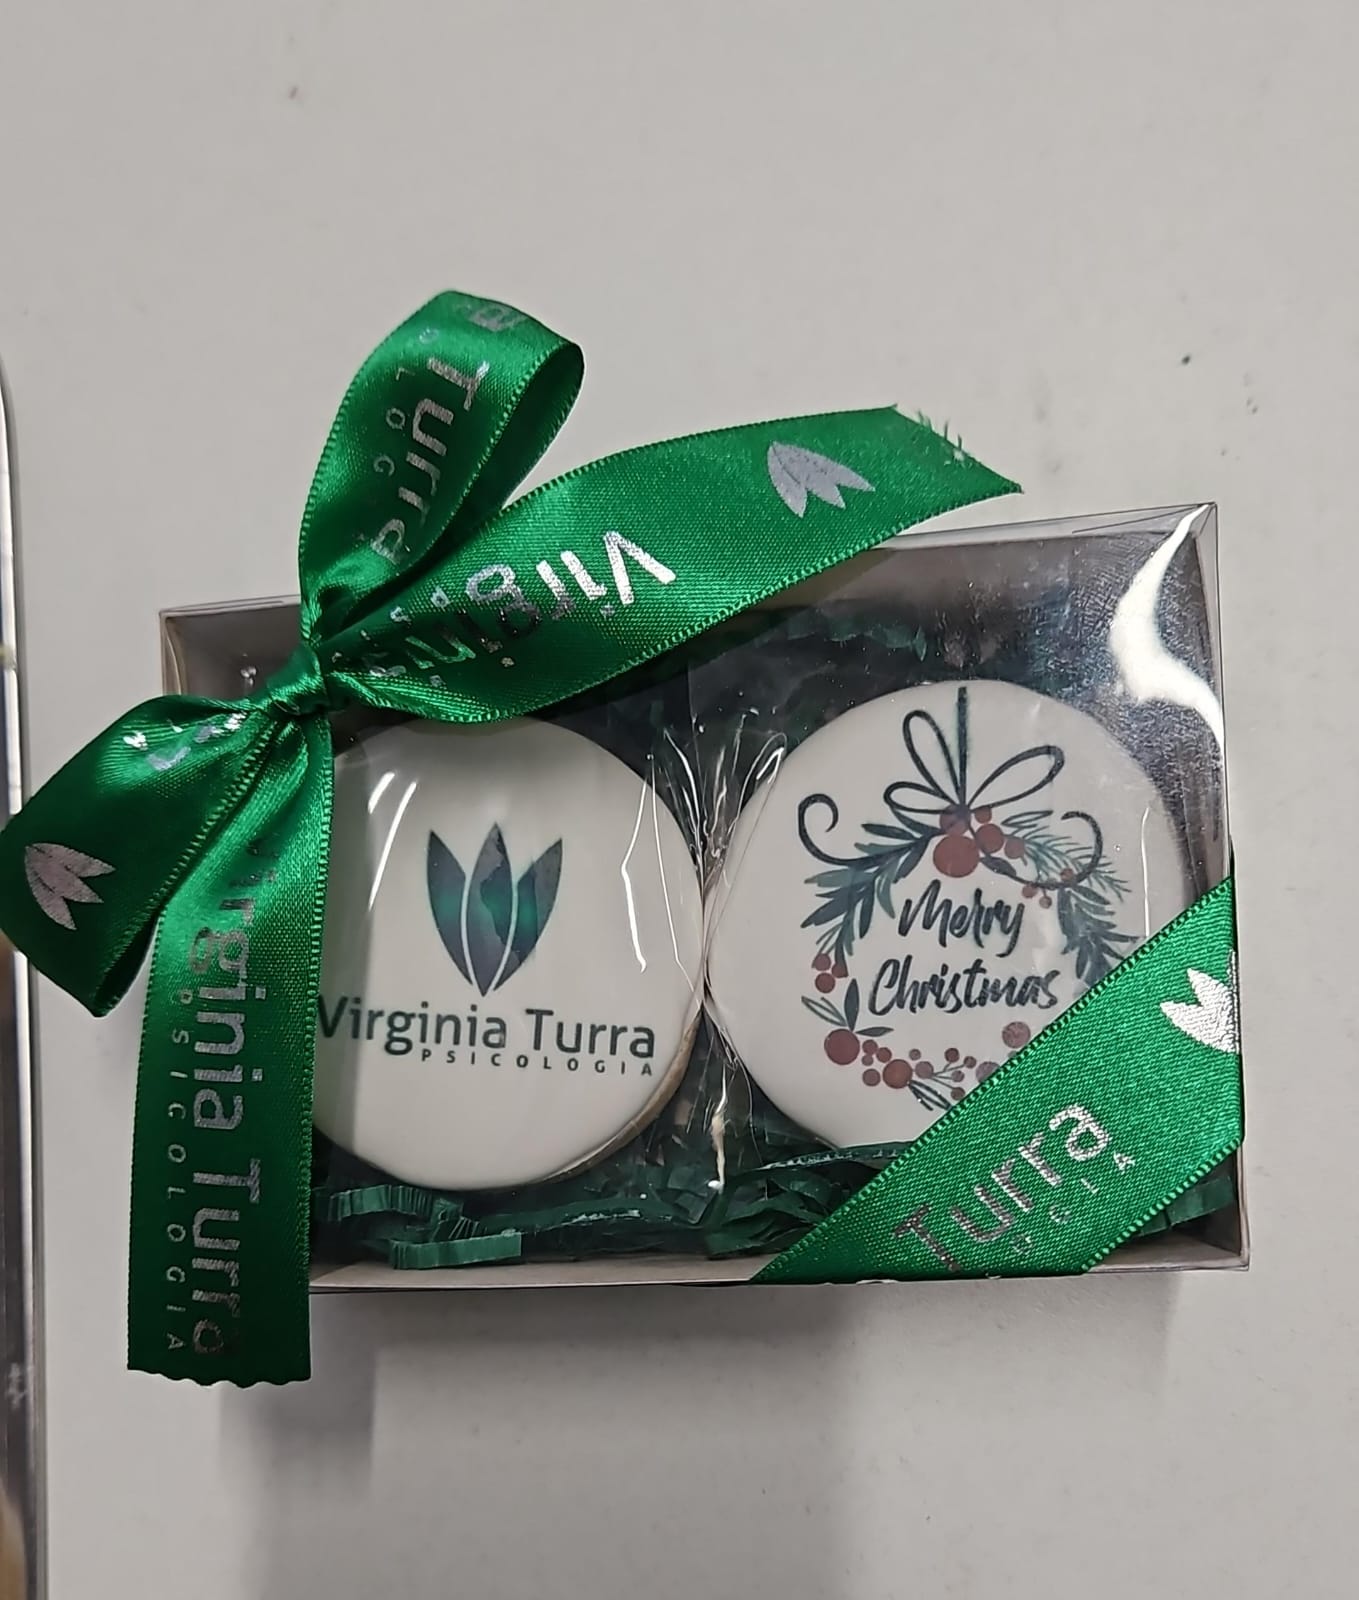 Turra
Virginia
Virginia Turra
PSICOLOGIA
Virginia Turra
PSICOLOGIA
Merry
Christmas
Turra